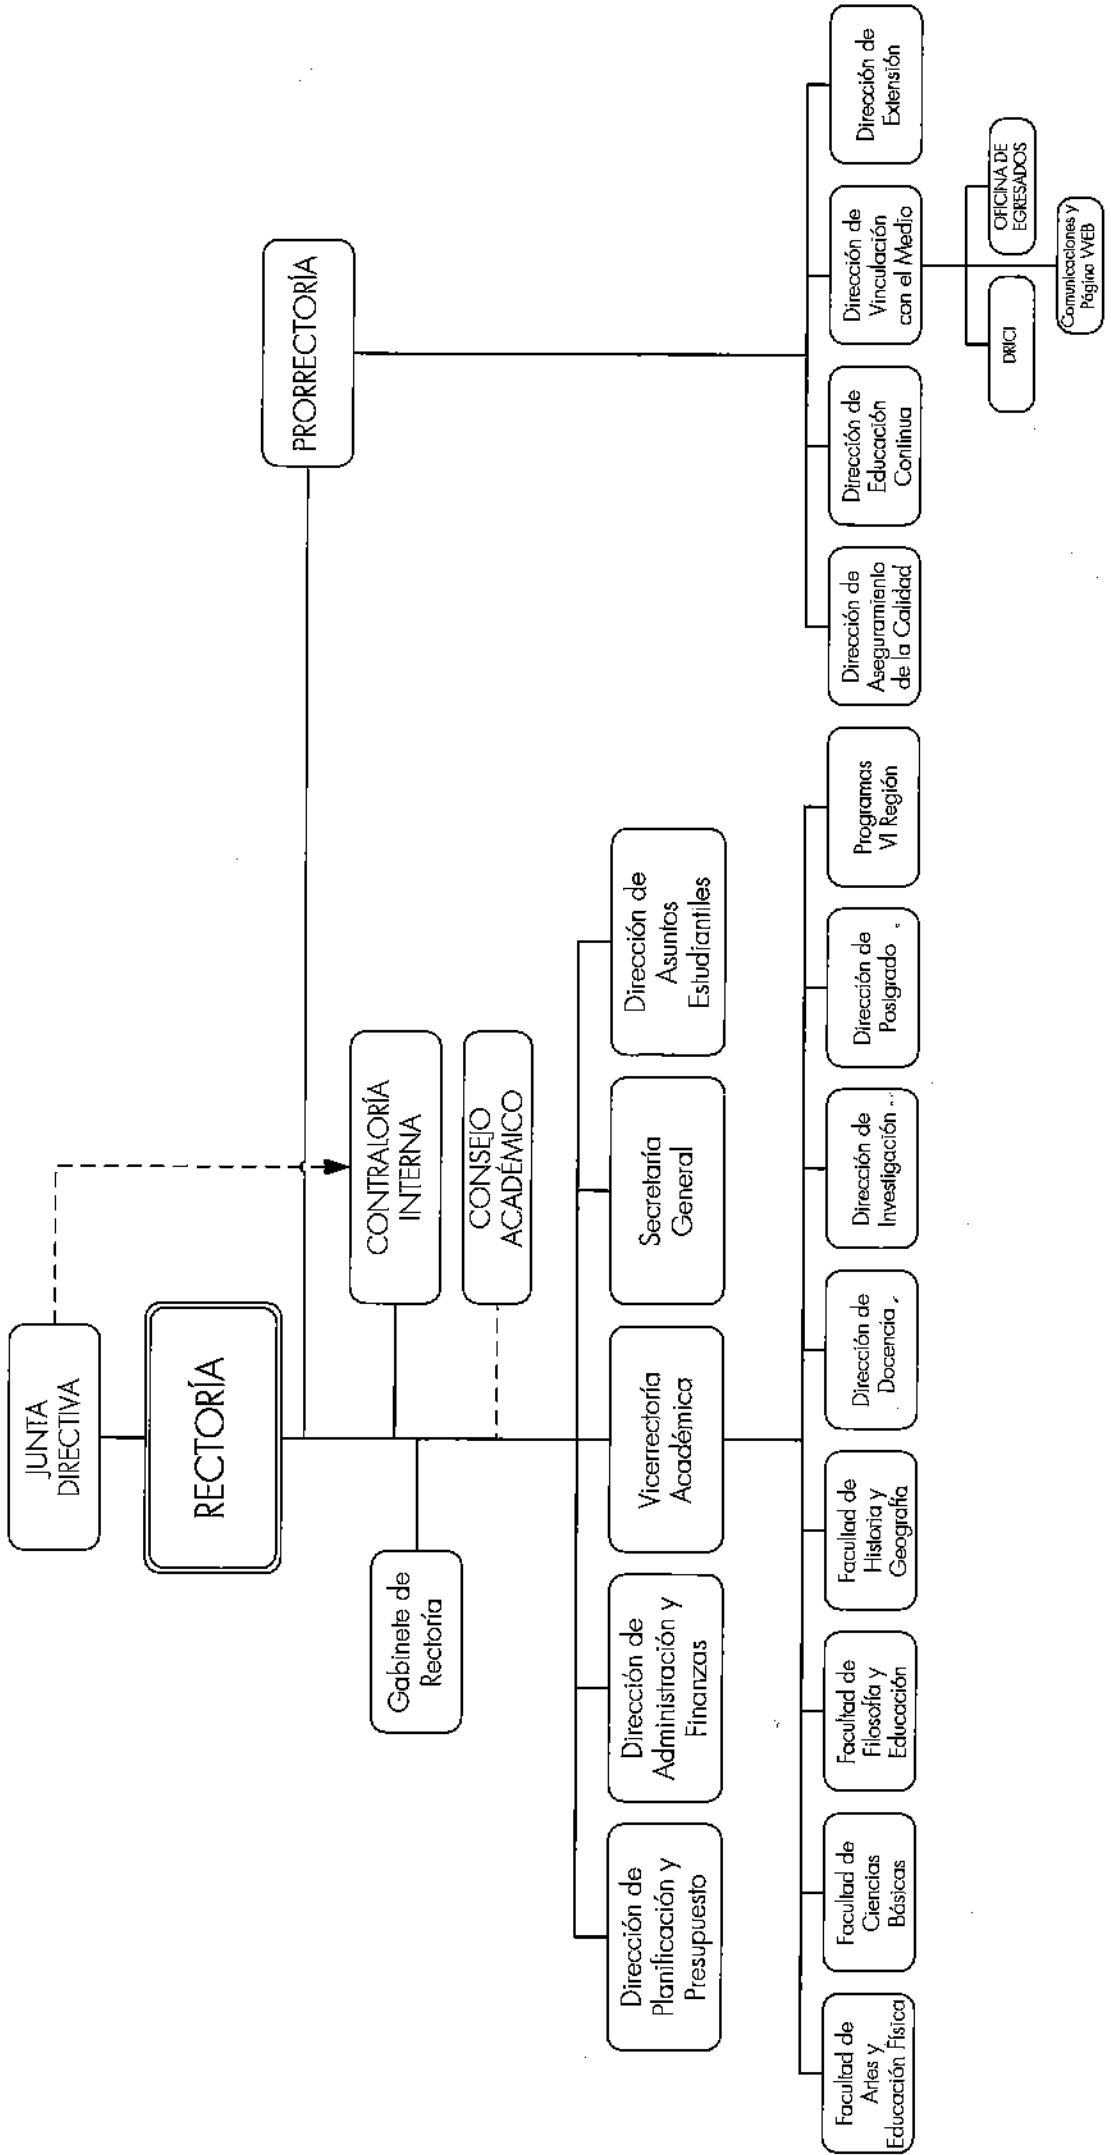 JUNTA
DIRECTIVA
RECTORÍA
PRORRECTORÍA
CONTRALORÍA
INTERNA
Gabinete de
Rectoría
CONSEJO
ACADÉMICO
Dirección de
Planificación y
Presupuesto
Dirección de
Administración y
Finanzas
Vicerrectoría
Académica
Secretaría
General
Dirección de
Asuntos
Estudiantiles
Facultad de
Artes y
Educación Física
Facultad de
Ciencias
Básicas
Facultad de
Filosofía y
Educación
Facultad de
Historia y
Geografía
Dirección de
Docencia
Dirección de
Investigación
Dirección de
Postgrado
Programas
VI Región
Dirección de
Aseguramiento
de la Calidad
Dirección de
Educación
Continua
Dirección de
Vinculación
con el Medio
Dirección de
Extensión
DRICI
OFICINA DE
EGRESADOS
Comunicaciones y
Página WEB